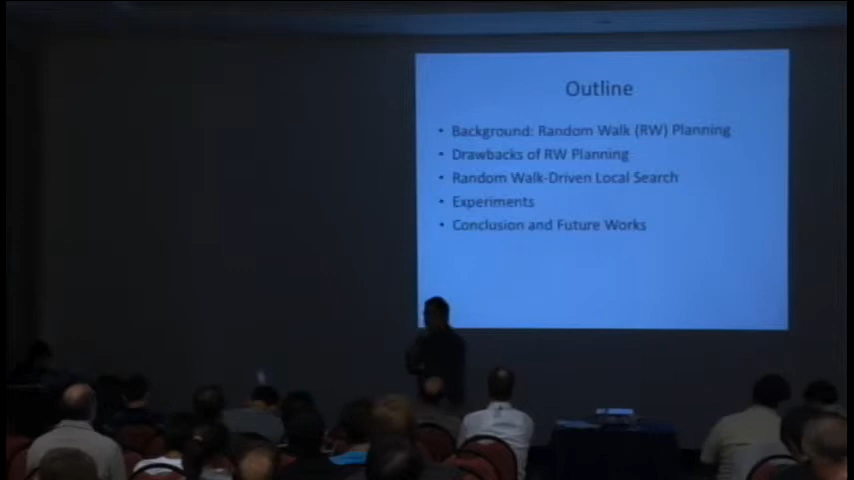 Outline
• Background: Random Walk (RW) Planning
• Drawbacks of RW Planning
• Random Walk-Driven Local Search
• Experiments
• Conclusion and Future Works